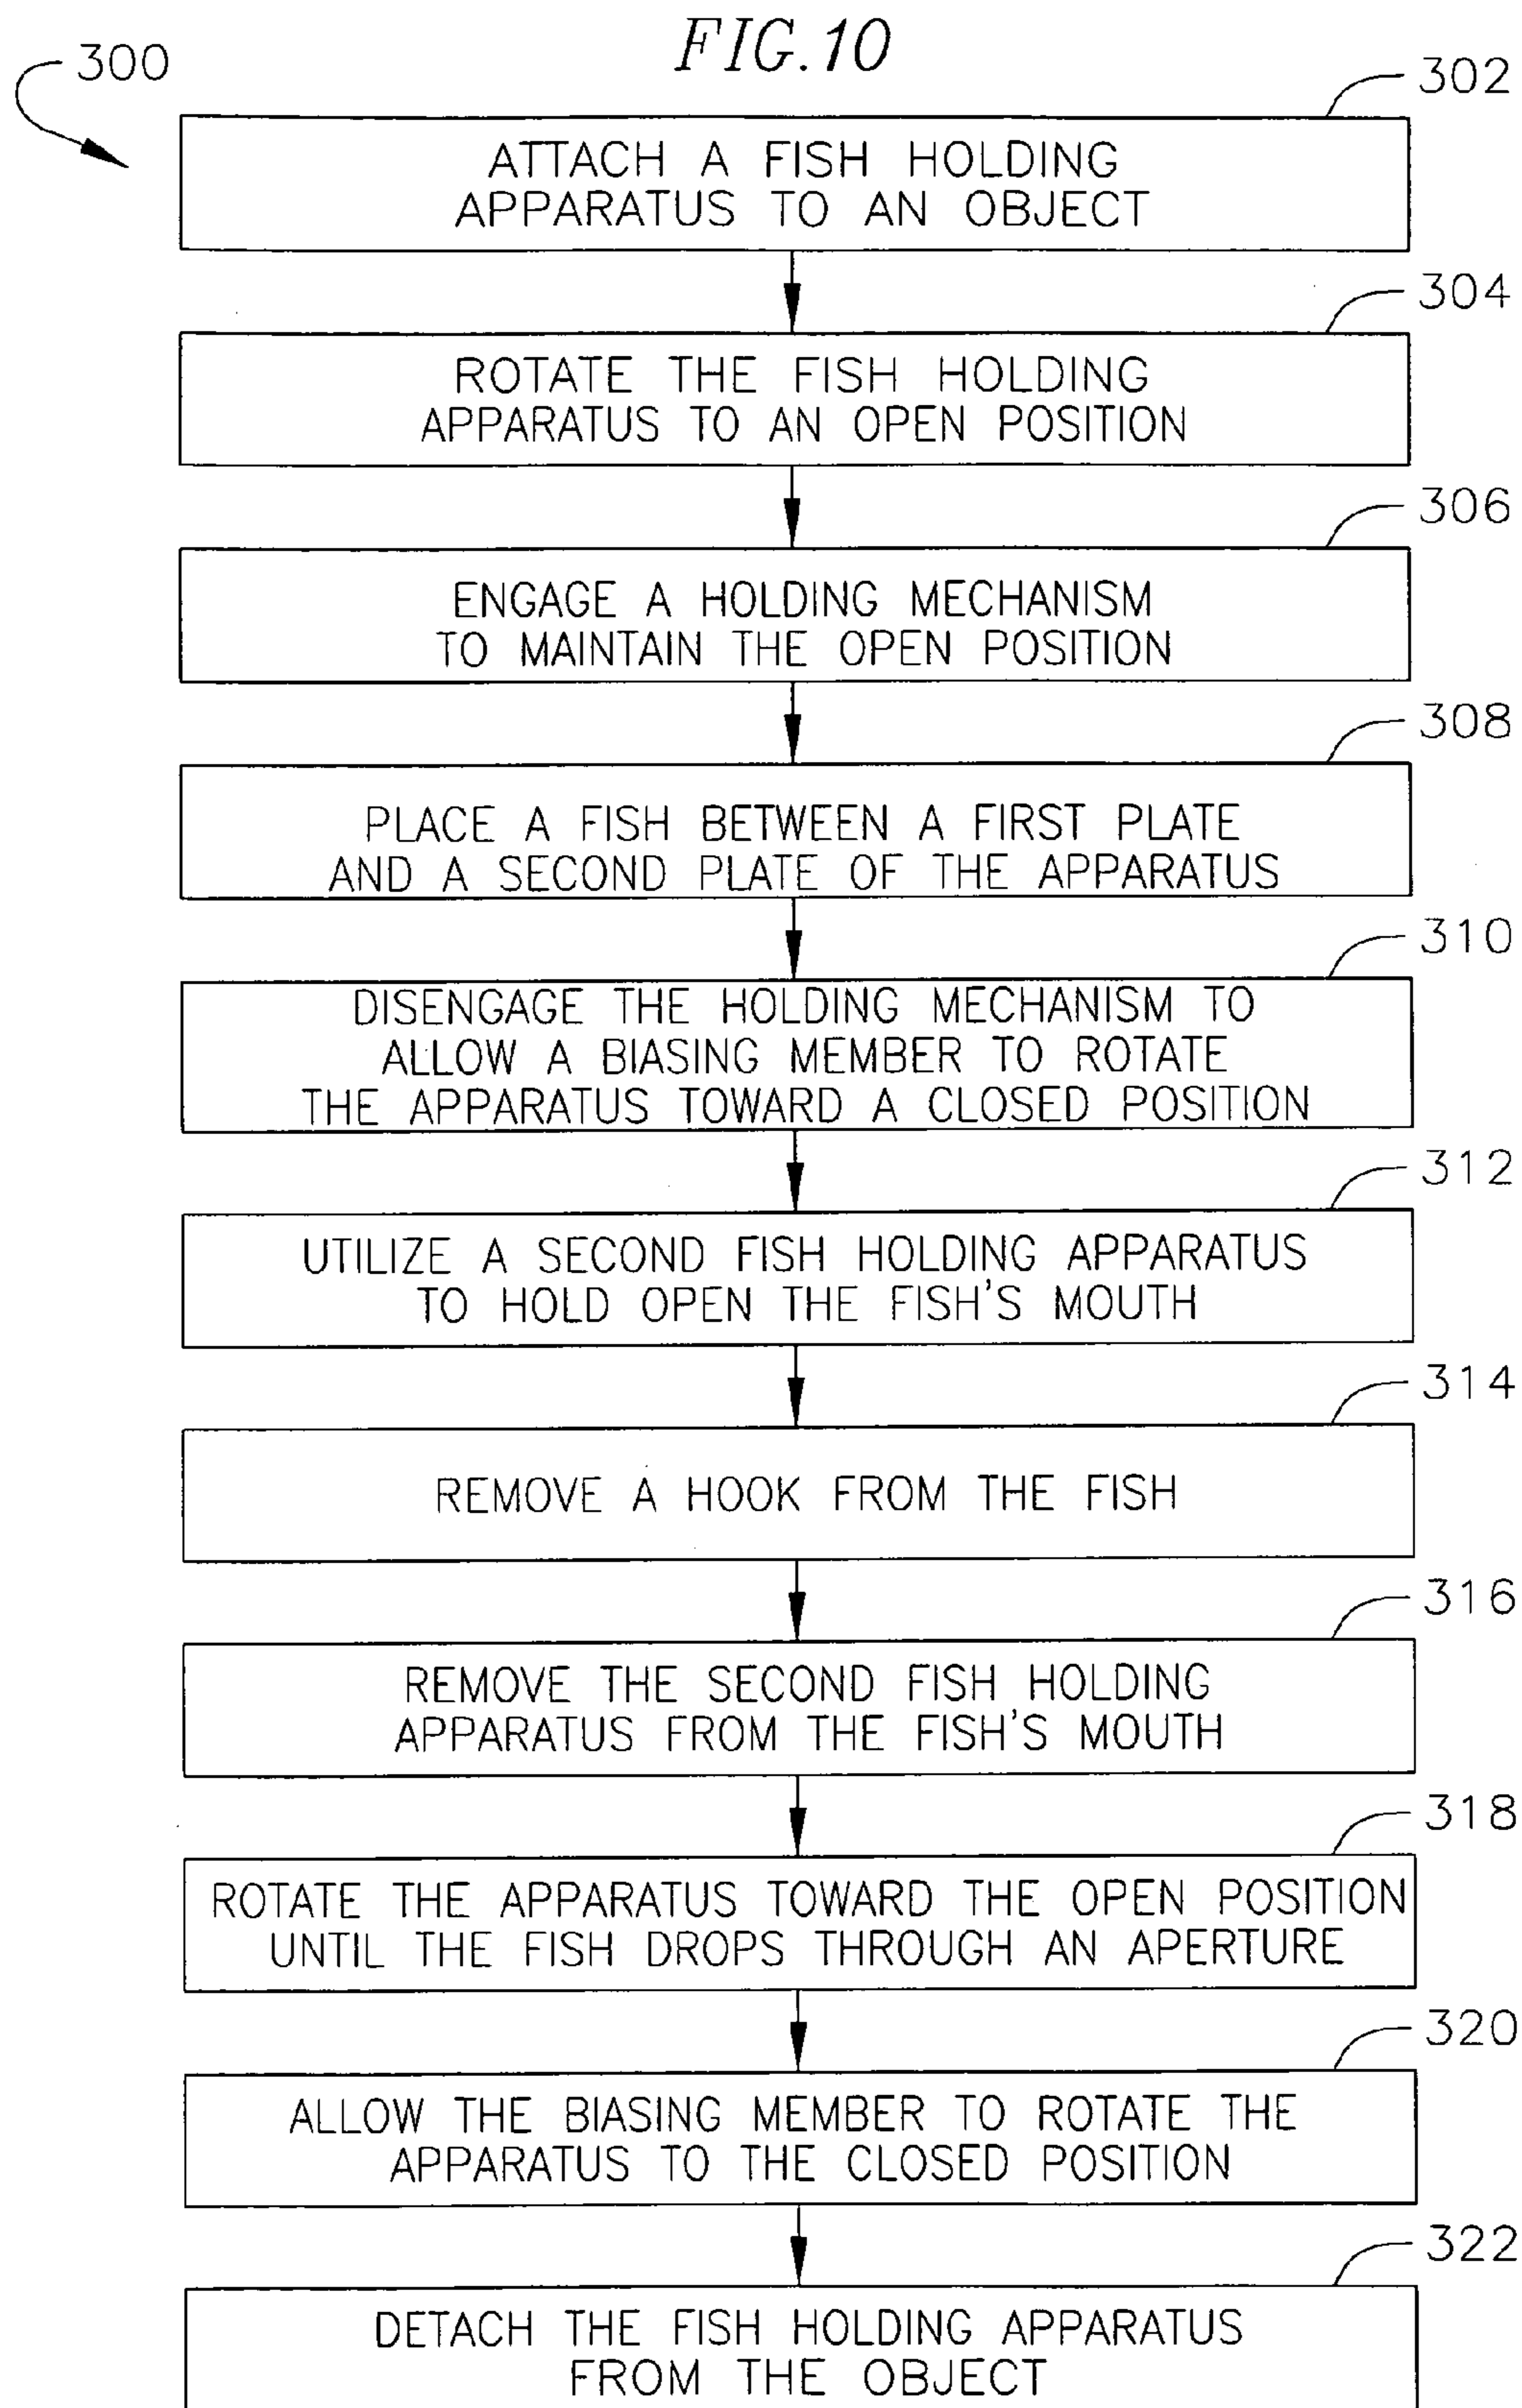 FIG.10
300
302
ATTACH A FISH HOLDING
APPARATUS TO AN OBJECT
304
ROTATE THE FISH HOLDING
APPARATUS TO AN OPEN POSITION
306
ENGAGE A HOLDING MECHANISM
TO MAINTAIN THE OPEN POSITION
308
PLACE A FISH BETWEEN A FIRST PLATE
AND A SECOND PLATE OF THE APPARATUS
310
DISENGAGE THE HOLDING MECHANISM TO
ALLOW A BIASING MEMBER TO ROTATE
THE APPARATUS TOWARD A CLOSED POSITION
312
UTILIZE A SECOND FISH HOLDING APPARATUS
TO HOLD OPEN THE FISH'S MOUTH
314
REMOVE A HOOK FROM THE FISH
316
REMOVE THE SECOND FISH HOLDING
APPARATUS FROM THE FISH'S MOUTH
318
ROTATE THE APPARATUS TOWARD THE OPEN POSITION
UNTIL THE FISH DROPS THROUGH AN APERTURE
320
ALLOW THE BIASING MEMBER TO ROTATE THE
APPARATUS TO THE CLOSED POSITION
322
DETACH THE FISH HOLDING APPARATUS
FROM THE OBJECT